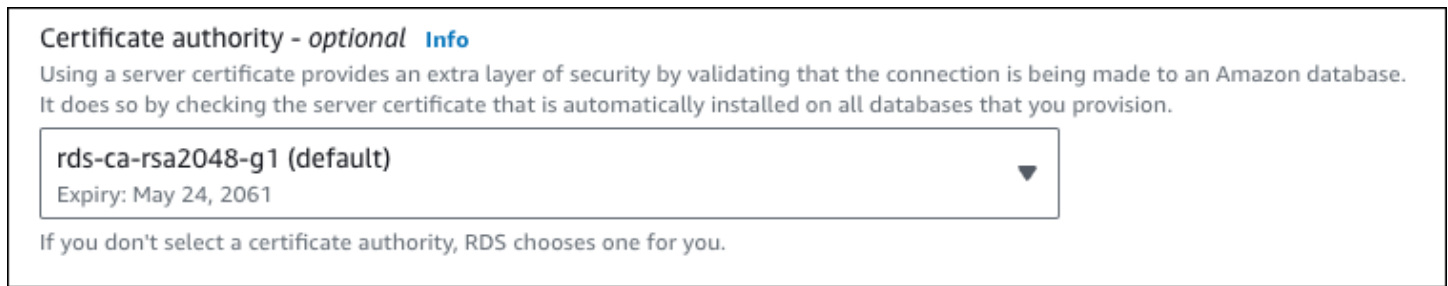 Certificate authority - optional Info
Using a server certificate provides an extra layer of security by validating that the connection is being made to an Amazon database.
It does so by checking the server certificate that is automatically installed on all databases that you provision.
rds-ca-rsa2048-g1 (default)
Expiry: May 24, 2061
If you don't select a certificate authority, RDS chooses one for you.